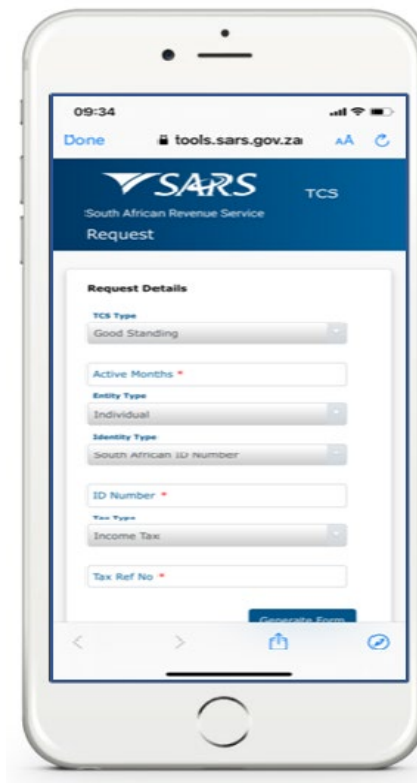 09:34
Done tools.sars.gov.za AA
SARS TCS
South African Revenue Service
Request
Request Details
TCS Type
Good Standing
Active Months *
Entity Type
Individual
Identity Type
South African ID Number
ID Number *
Tax Type
Income Tax
Tax Ref No *
Generate Form